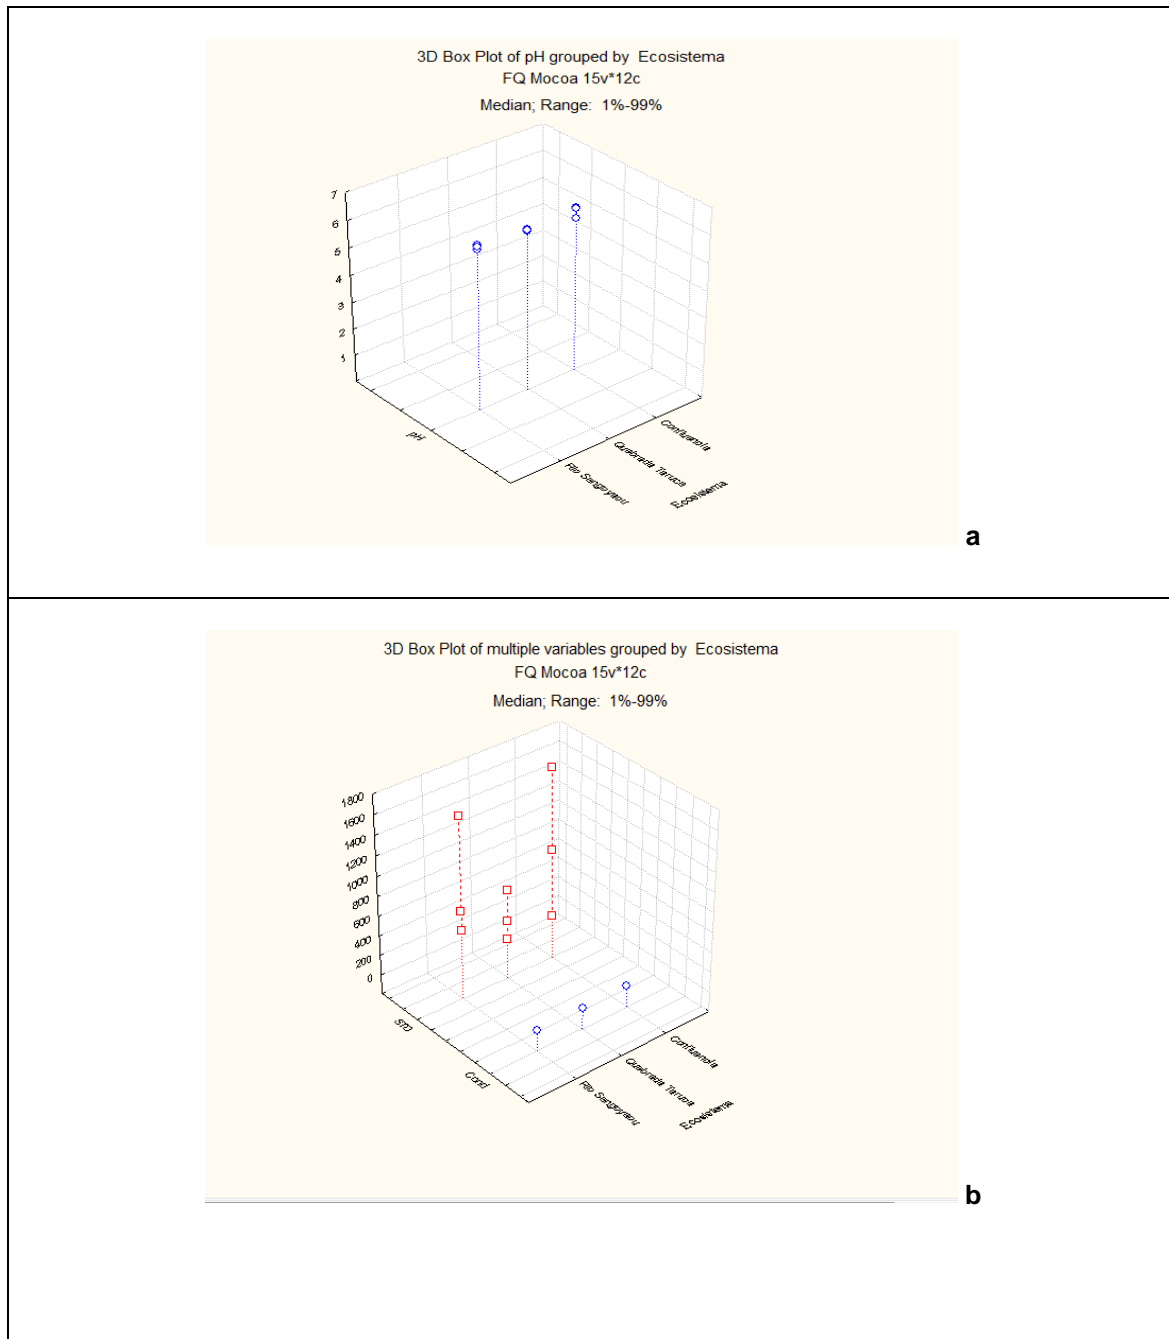 3D Box Plot of pH grouped by Ecosistema
FQ Mocoa 15v*12c
Median; Range: 1%-99%
7
6
5
4
3
2
1
pH
Confluencia
Quebrada Taruca
Río Sangoyaco
Ecosistema
a
3D Box Plot of multiple variables grouped by Ecosistema
FQ Mocoa 15v*12c
Median; Range: 1%-99%
1800
1600
1400
1200
1000
800
600
400
200
0
STD
Cond
Confluencia
Quebrada Taruca
Río Sangoyaco
Ecosistema
b